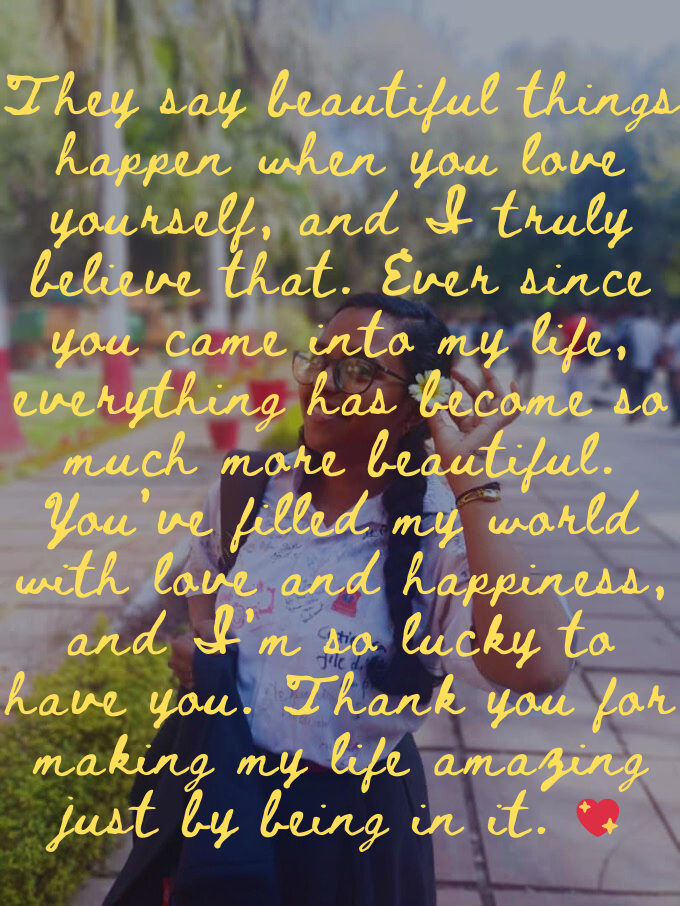 They say beautiful things
happen when you love
yourself, and I truly
believe that. Ever since
you came into my life,
everything has become so
much more beautiful.
You've filled my world
with love and happiness,
and I'm so lucky to
have you. Thank you for
making my life amazing
just by being in it. 💖